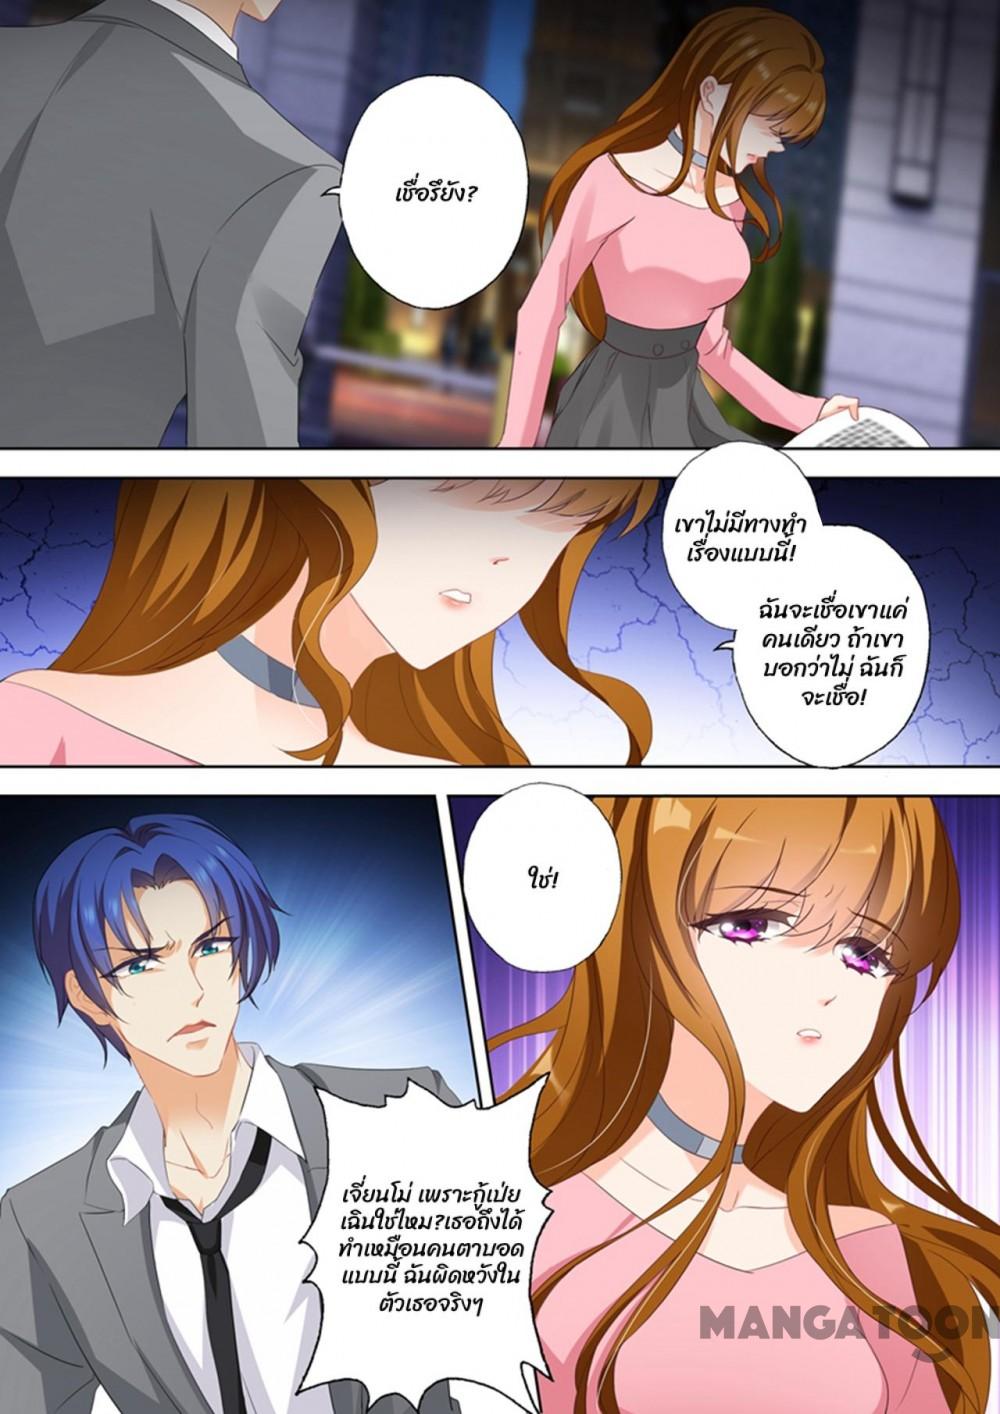 เชื่อรึยัง?
เขาไม่มีทางทำ
เรื่องแบบนี้!
ฉันจะเชื่อเขาแค่
คนเดียว ถ้าเขา
บอกว่าไม่ ฉันก็
จะเชื่อ!
ใช่!
เจี่ยนโม่ เพราะกู้เป่ย
เฉินใช่ไหม?เธอถึงได้
ทำเหมือนคนตาบอด
แบบนี้ ฉันผิดหวังใน
ตัวเธอจริงๆ
MANGATOON